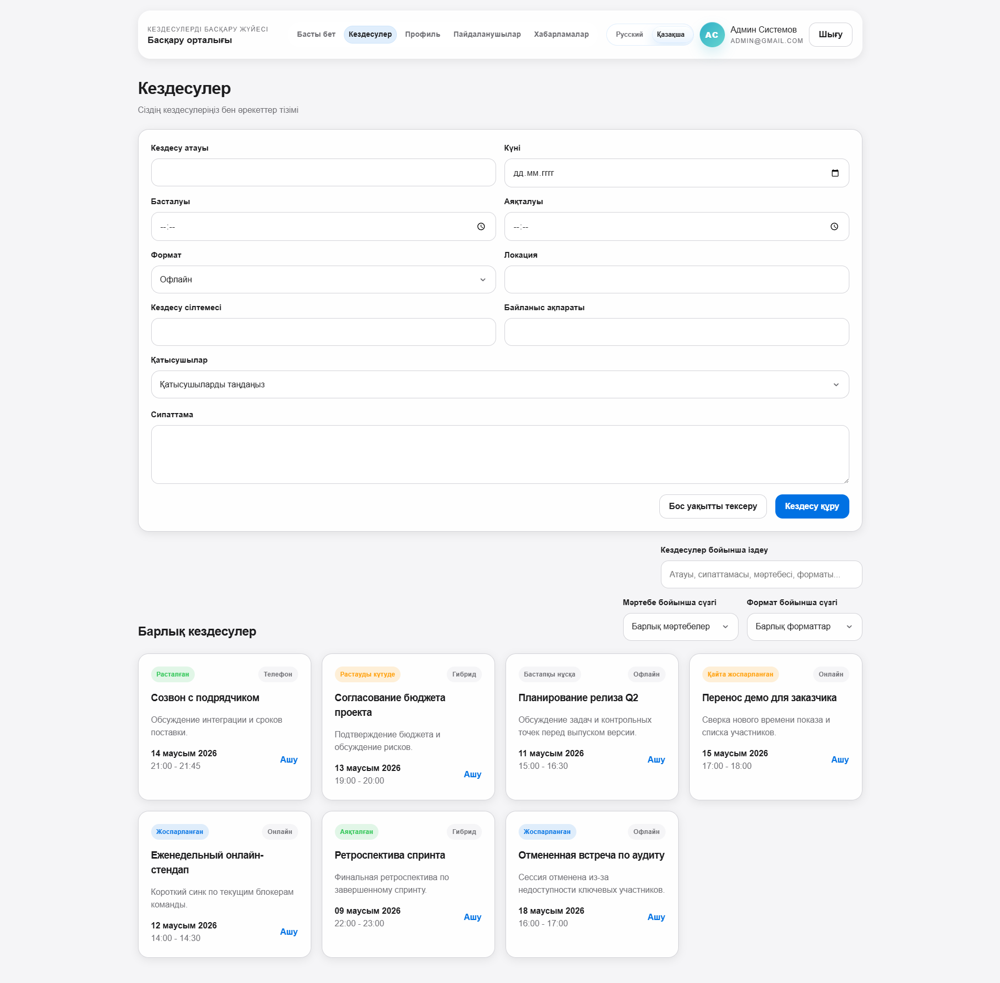 КЕЗДЕСУЛЕРДІ БАСҚАРУ ЖҮЙЕСІ
Басқару орталығы
Басты бет
Кездесулер
Профиль
Пайдаланушылар
Хабарламалар
Русский
Қазақша
АС
Админ Системов
ADMIN@GMAIL.COM
Шығу
Кездесулер
Сіздің кездесулеріңіз бен әрекеттер тізімі
Кездесу атауы
Күні
дд.мм.гггг
Басталуы
Аяқталуы
--:--
--:--
Формат
Локация
Офлайн
Кездесу сілтемесі
Байланыс ақпараты
Қатысушылар
Қатысушыларды таңдаңыз
Сипаттама
Бос уақытты тексеру
Кездесу құру
Кездесулер бойынша іздеу
Атауы, сипаттамасы, мәртебесі, форматы...
Мәртебе бойынша сүзгі
Формат бойынша сүзгі
Барлық мәртебелер
Барлық форматтар
Барлық кездесулер
Расталған
Телефон
Созвон с подрядчиком
Обсуждение интеграции и сроков
поставки.
14 маусым 2026
21:00 - 21:45
Ашу
Растауды күтуде
Гибрид
Согласование бюджета
проекта
Подтверждение бюджета и
обсуждение рисков.
13 маусым 2026
19:00 - 20:00
Ашу
Бастапқы нұсқа
Офлайн
Планирование релиза Q2
Обсуждение задач и контрольных
точек перед выпуском версии.
11 маусым 2026
15:00 - 16:30
Ашу
Қайта жоспарланған
Онлайн
Перенос демо для заказчика
Сверка нового времени показа и
списка участников.
15 маусым 2026
17:00 - 18:00
Ашу
Жоспарланған
Онлайн
Еженедельный онлайн-
стендап
Короткий синк по текущим блокерам
команды.
12 маусым 2026
14:00 - 14:30
Ашу
Аяқталған
Гибрид
Ретроспектива спринта
Финальная ретроспектива по
завершенному спринту.
09 маусым 2026
22:00 - 23:00
Ашу
Жоспарланған
Офлайн
Отмененная встреча по аудиту
Сессия отменена из-за
недоступности ключевых участников.
18 маусым 2026
16:00 - 17:00
Ашу